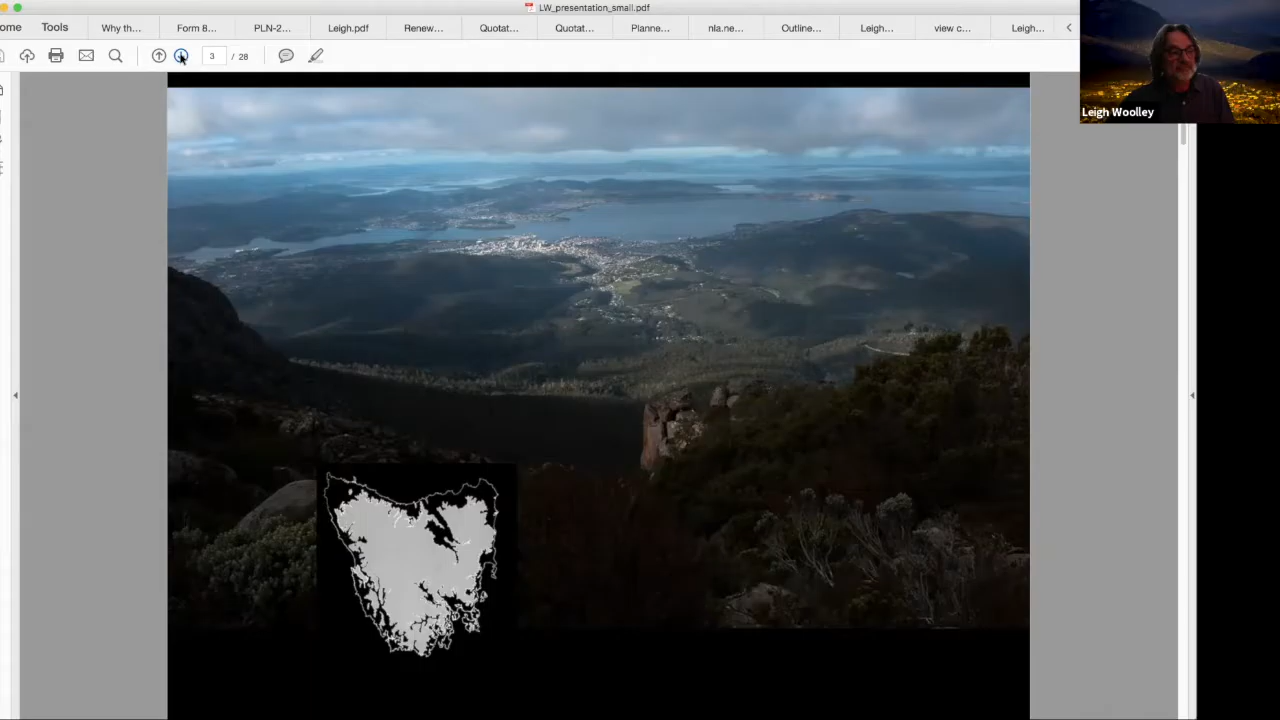 LW_presentation_small.pdf
ome
Tools
Why th...
Form 8...
PLN-2...
Leigh.pdf
Renew...
Quotat...
Quotat...
Planne...
nla.ne...
Outline...
Leigh...
view c...
Leigh...
3 / 28
Leigh Woolley